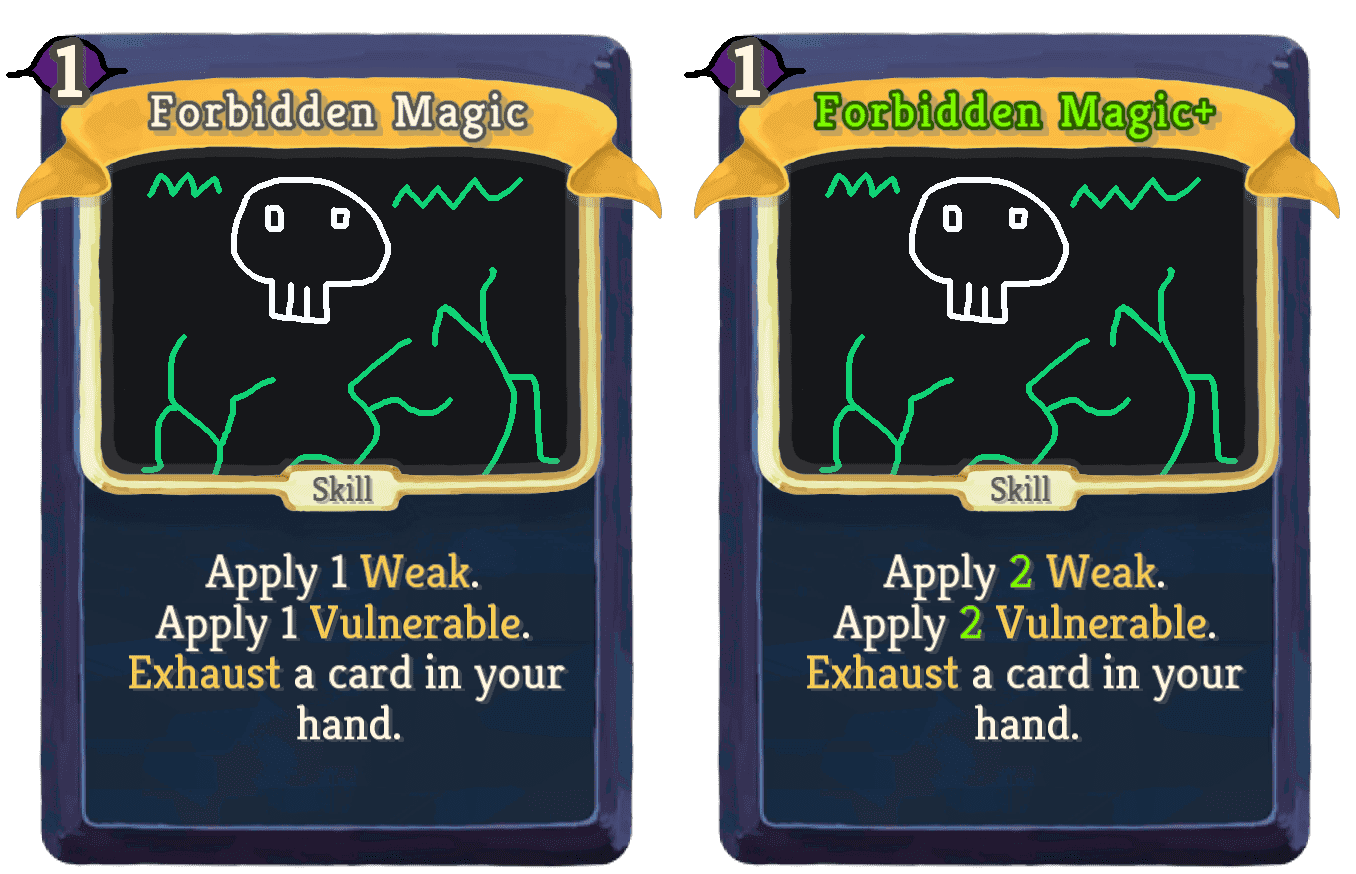 1
Forbidden Magic
Skill
Apply 1 Weak.
Apply 1 Vulnerable.
Exhaust a card in your
hand.
1
Forbidden Magic+
Skill
Apply 2 Weak.
Apply 2 Vulnerable.
Exhaust a card in your
hand.